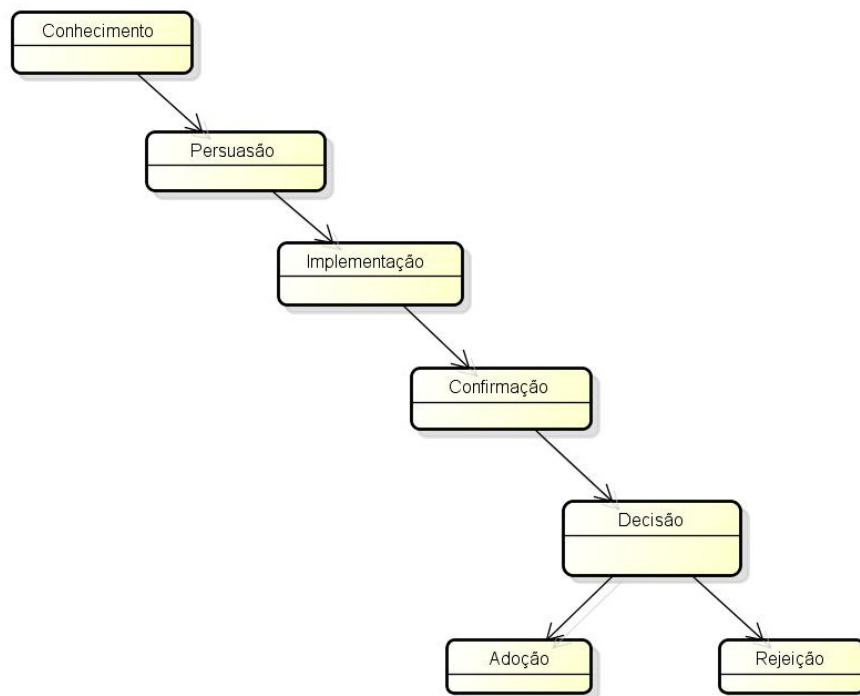 Conhecimento
Persuasão
Implementação
Confirmação
Decisão
Adoção
Rejeição